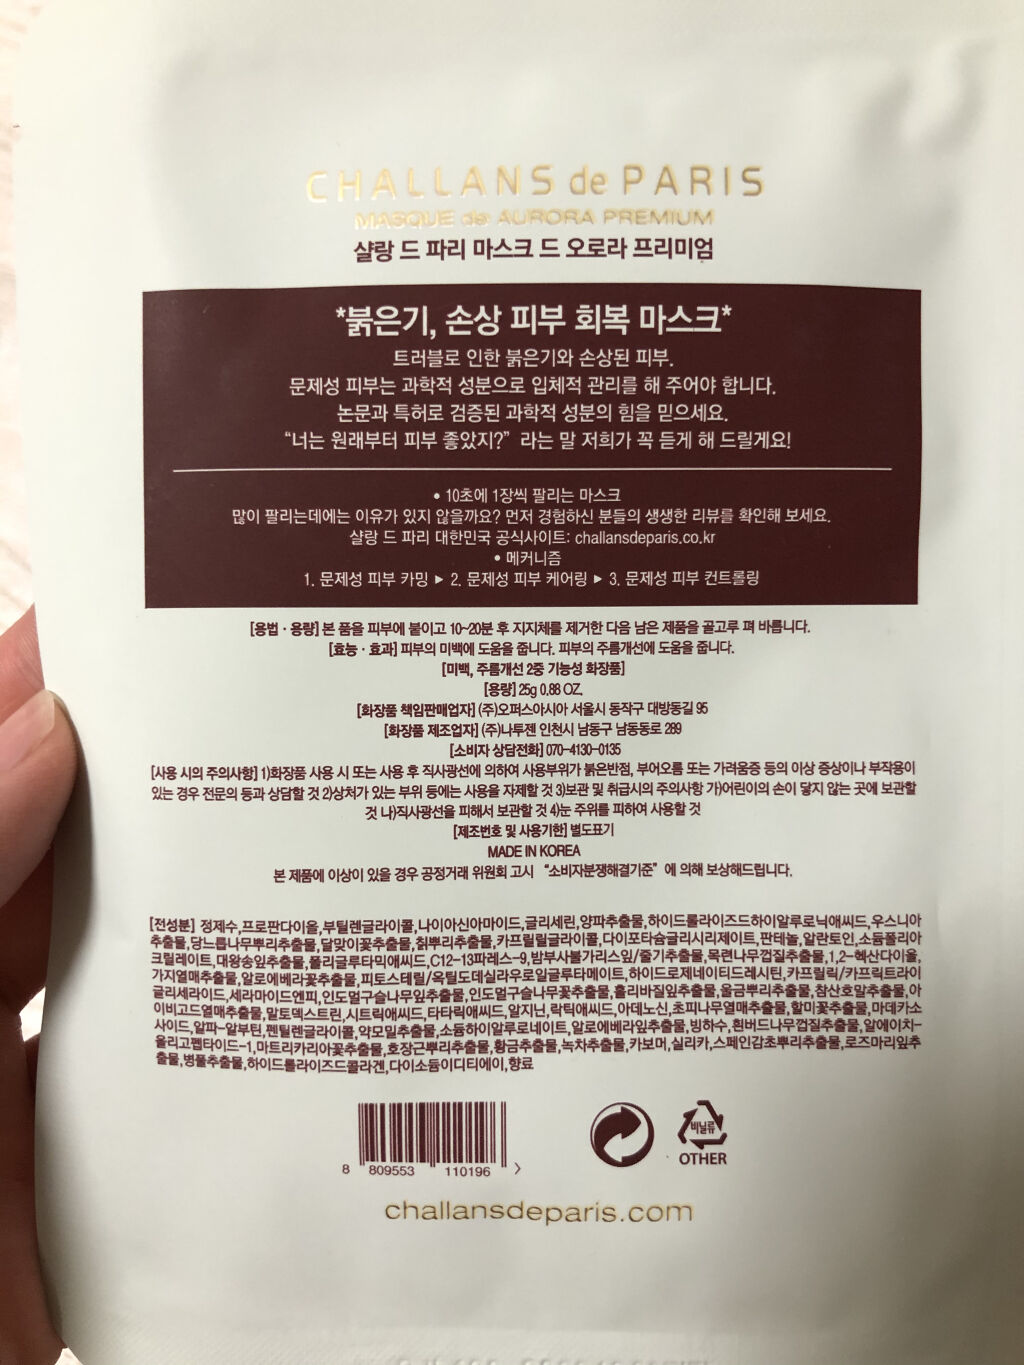 CHALLANS de PARIS
MASQUE de AURORA PREMIUM
샬랑 드 파리 마스크 드 오로라 프리미엄
*붉은기, 손상 피부 회복 마스크*
트러블로 인한 붉은기와 손상된 피부.
문제성 피부는 과학적 성분으로 입체적 관리를 해 주어야 합니다.
논문과 특허로 검증된 과학적 성분의 힘을 믿으세요.
“너는 원래부터 피부 좋았지?” 라는 말 저희가 꼭 듣게 해 드릴게요!
• 10초에 1장씩 팔리는 마스크
많이 팔리는데에는 이유가 있지 않을까요? 먼저 경험하신 분들의 생생한 리뷰를 확인해 보세요.
샬랑 드 파리 대한민국 공식사이트: challansdeparis.co.kr
• 메커니즘
1. 문제성 피부 카밍 ▶ 2. 문제성 피부 케어링 ▶ 3. 문제성 피부 컨트롤링
[용법 · 용량] 본 품을 피부에 붙이고 10~20분 후 지지체를 제거한 다음 남은 제품을 골고루 펴 바릅니다.
[효능 · 효과] 피부의 미백에 도움을 줍니다. 피부의 주름개선에 도움을 줍니다.
[미백, 주름개선 2중 기능성 화장품]
[용량] 25g 0.88 OZ.
[화장품 책임판매업자] (주)오퍼스아시아 서울시 동작구 대방동길 95
[화장품 제조업자] (주)나투젠 인천시 남동구 남동동로 289
[소비자 상담전화] 070-4130-0135
[사용 시의 주의사항] 1)화장품 사용 시 또는 사용 후 직사광선에 의하여 사용부위가 붉은반점, 부어오름 또는 가려움증 등의 이상 증상이나 부작용이
있는 경우 전문의 등과 상담할 것 2)상처가 있는 부위 등에는 사용을 자제할 것 3)보관 및 취급시의 주의사항 가)어린이의 손이 닿지 않는 곳에 보관할
것 나)직사광선을 피해서 보관할 것 4)눈 주위를 피하여 사용할 것
[제조번호 및 사용기한] 별도표기
MADE IN KOREA
본 제품에 이상이 있을 경우 공정거래 위원회 고시 “소비자분쟁해결기준”에 의해 보상해드립니다.
[전성분] 정제수,프로판다이올,부틸렌글라이콜,나이아신아마이드,글리세린,양파추출물,하이드롤라이즈드하이알루로닉애씨드,우스니아
추출물,당느릅나무뿌리추출물,달맞이꽃추출물,칡뿌리추출물,카프릴릴글라이콜,다이포타슘글리시리제이트,판테놀,알란토인,소듐폴리아
크릴레이트,대왕송잎추출물,폴리글루타믹애씨드,C12-13파레스-9,밤부사불가리스잎/줄기추출물,목련나무껍질추출물,1,2-헥산다이올,
가지열매추출물,알로에베라꽃추출물,피토스테릴/옥틸도데실라우로일글루타메이트,하이드로제네이티드레시틴,카프릴릭/카프릭트라이
글리세라이드,세라마이드엔피,인도멀구슬나무잎추출물,인도멀구슬나무꽃추출물,홀리바질잎추출물,울금뿌리추출물,참산호말추출물,아
이비고드열매추출물,말토덱스트린,시트릭애씨드,타타릭애씨드,알지닌,락틱애씨드,아데노신,초피나무열매추출물,할미꽃추출물,마데카소
사이드,알파-알부틴,펜틸렌글라이콜,약모밀추출물,소듐하이알루로네이트,알로에베라잎추출물,빙하수,흰버드나무껍질추출물,알에이치-
올리고펩타이드-1,마트리카리아꽃추출물,호장근뿌리추출물,황금추출물,녹차추출물,카보머,실리카,스페인감초뿌리추출물,로즈마리잎추
출물,병풀추출물,하이드롤라이즈드콜라겐,다이소듐이디티에이,향료
8 809553 110196 >
비닐류
OTHER
challansdeparis.com